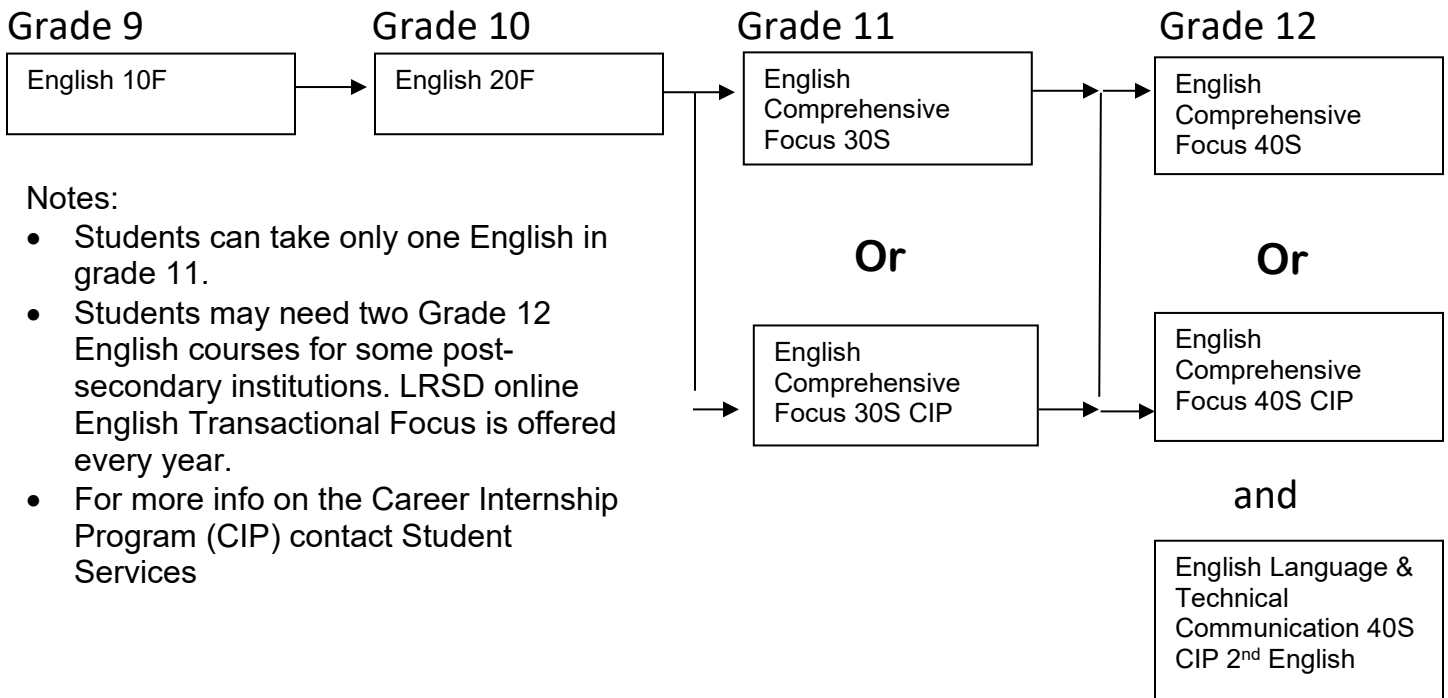 Grade 9
Grade 10
Grade 11
Grade 12
English 10F
English 20F
English
Comprehensive
Focus 30S
English
Comprehensive
Focus 40S
Notes:
• Students can take only one English in
grade 11.
• Students may need two Grade 12
English courses for some post-
secondary institutions. LRSD online
English Transactional Focus is offered
every year.
• For more info on the Career Internship
Program (CIP) contact Student
Services
Or
Or
English
Comprehensive
Focus 30S CIP
English
Comprehensive
Focus 40S CIP
and
English Language &
Technical
Communication 40S
CIP 2nd English